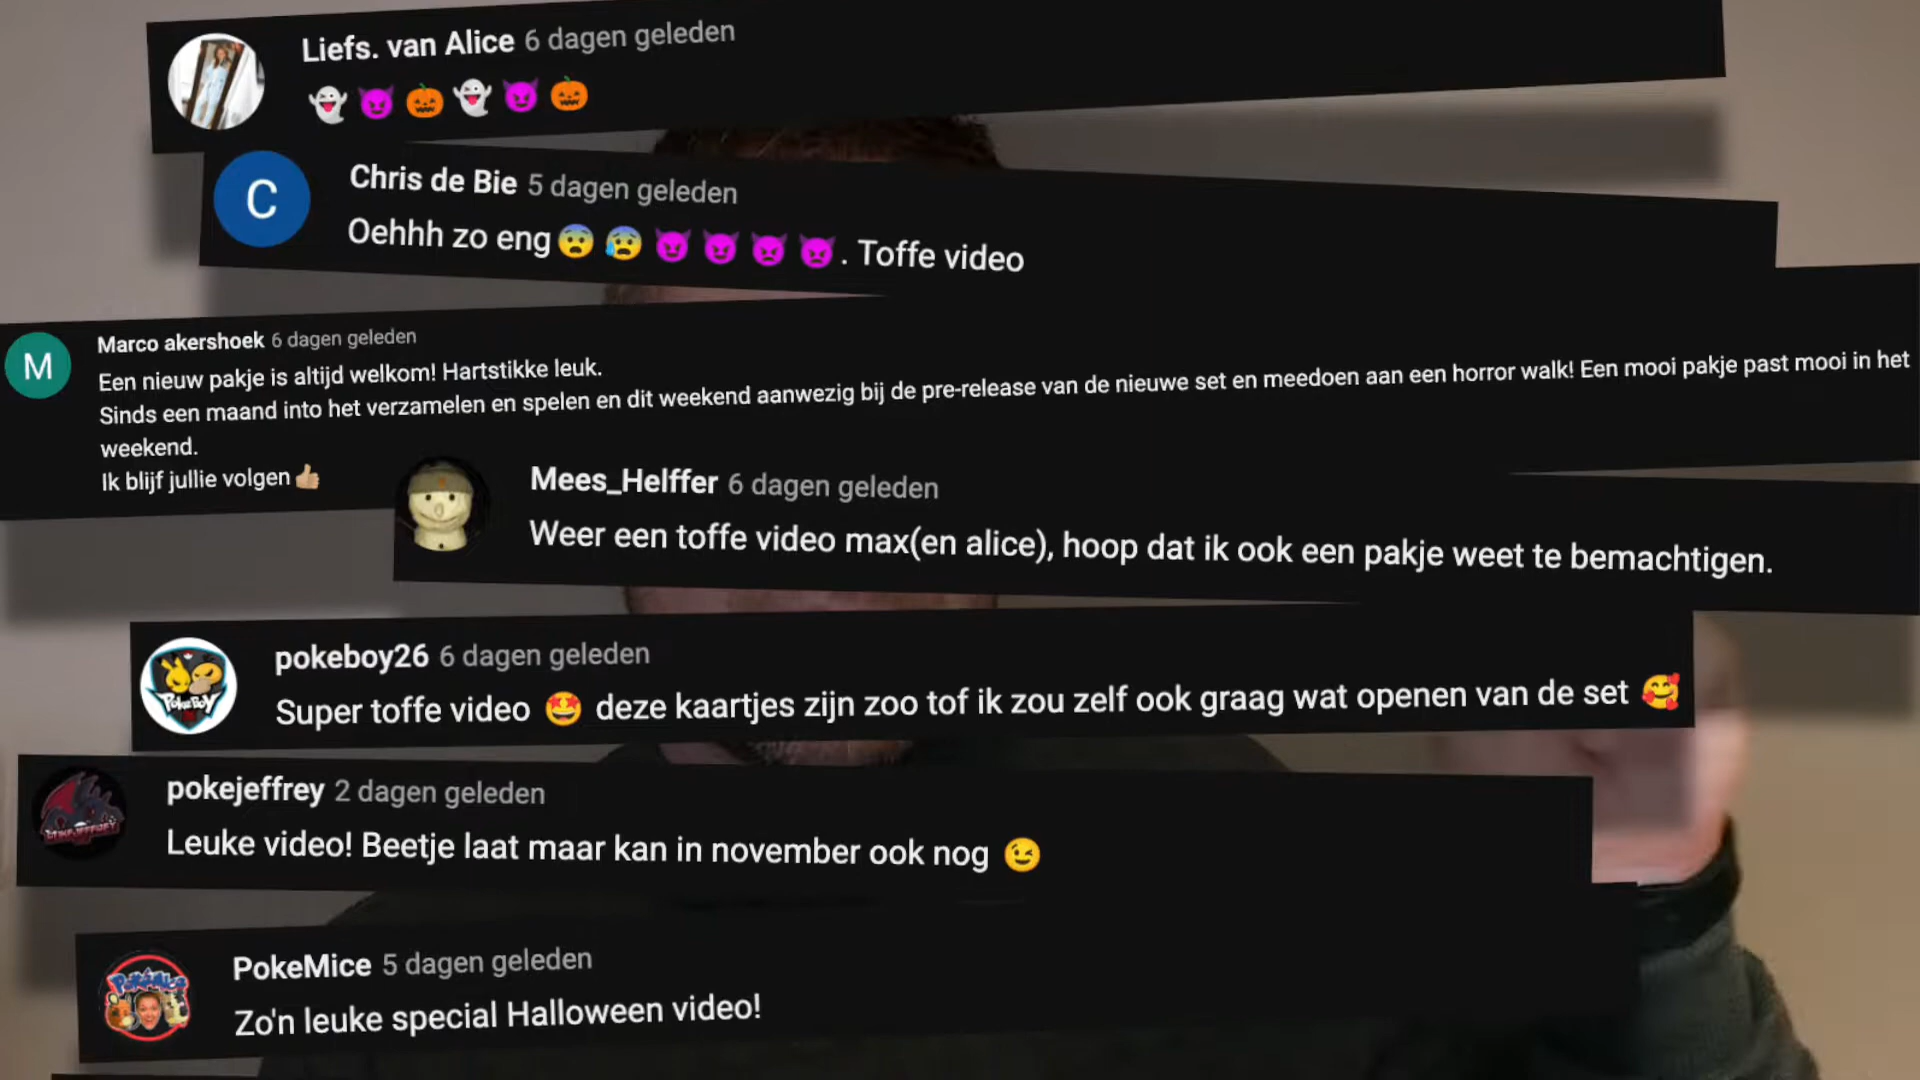 Liefs. van Alice 6 dagen geleden
👻😈🎃👻😈🎃
Chris de Bie 5 dagen geleden
Oehhh zo eng😨😰😈😈👿👿. Toffe video
M
C
Marco akershoek 6 dagen geleden
Een nieuw pakje is altijd welkom! Hartstikke leuk.
Sinds een maand into het verzamelen en spelen en dit weekend aanwezig bij de pre-release van de nieuwe set en meedoen aan een horror walk! Een mooi pakje past mooi in het
weekend.
Ik blijf jullie volgen👍🏼
Mees_Helffer 6 dagen geleden
Weer een toffe video max(en alice), hoop dat ik ook een pakje weet te bemachtigen.
PokeBoy
pokeboy26 6 dagen geleden
Super toffe video 🤩 deze kaartjes zijn zoo tof ik zou zelf ook graag wat openen van de set 🥰
pokejeffrey 2 dagen geleden
Leuke video! Beetje laat maar kan in november ook nog 😉
PokéMice
PokeMice 5 dagen geleden
Zo'n leuke special Halloween video!